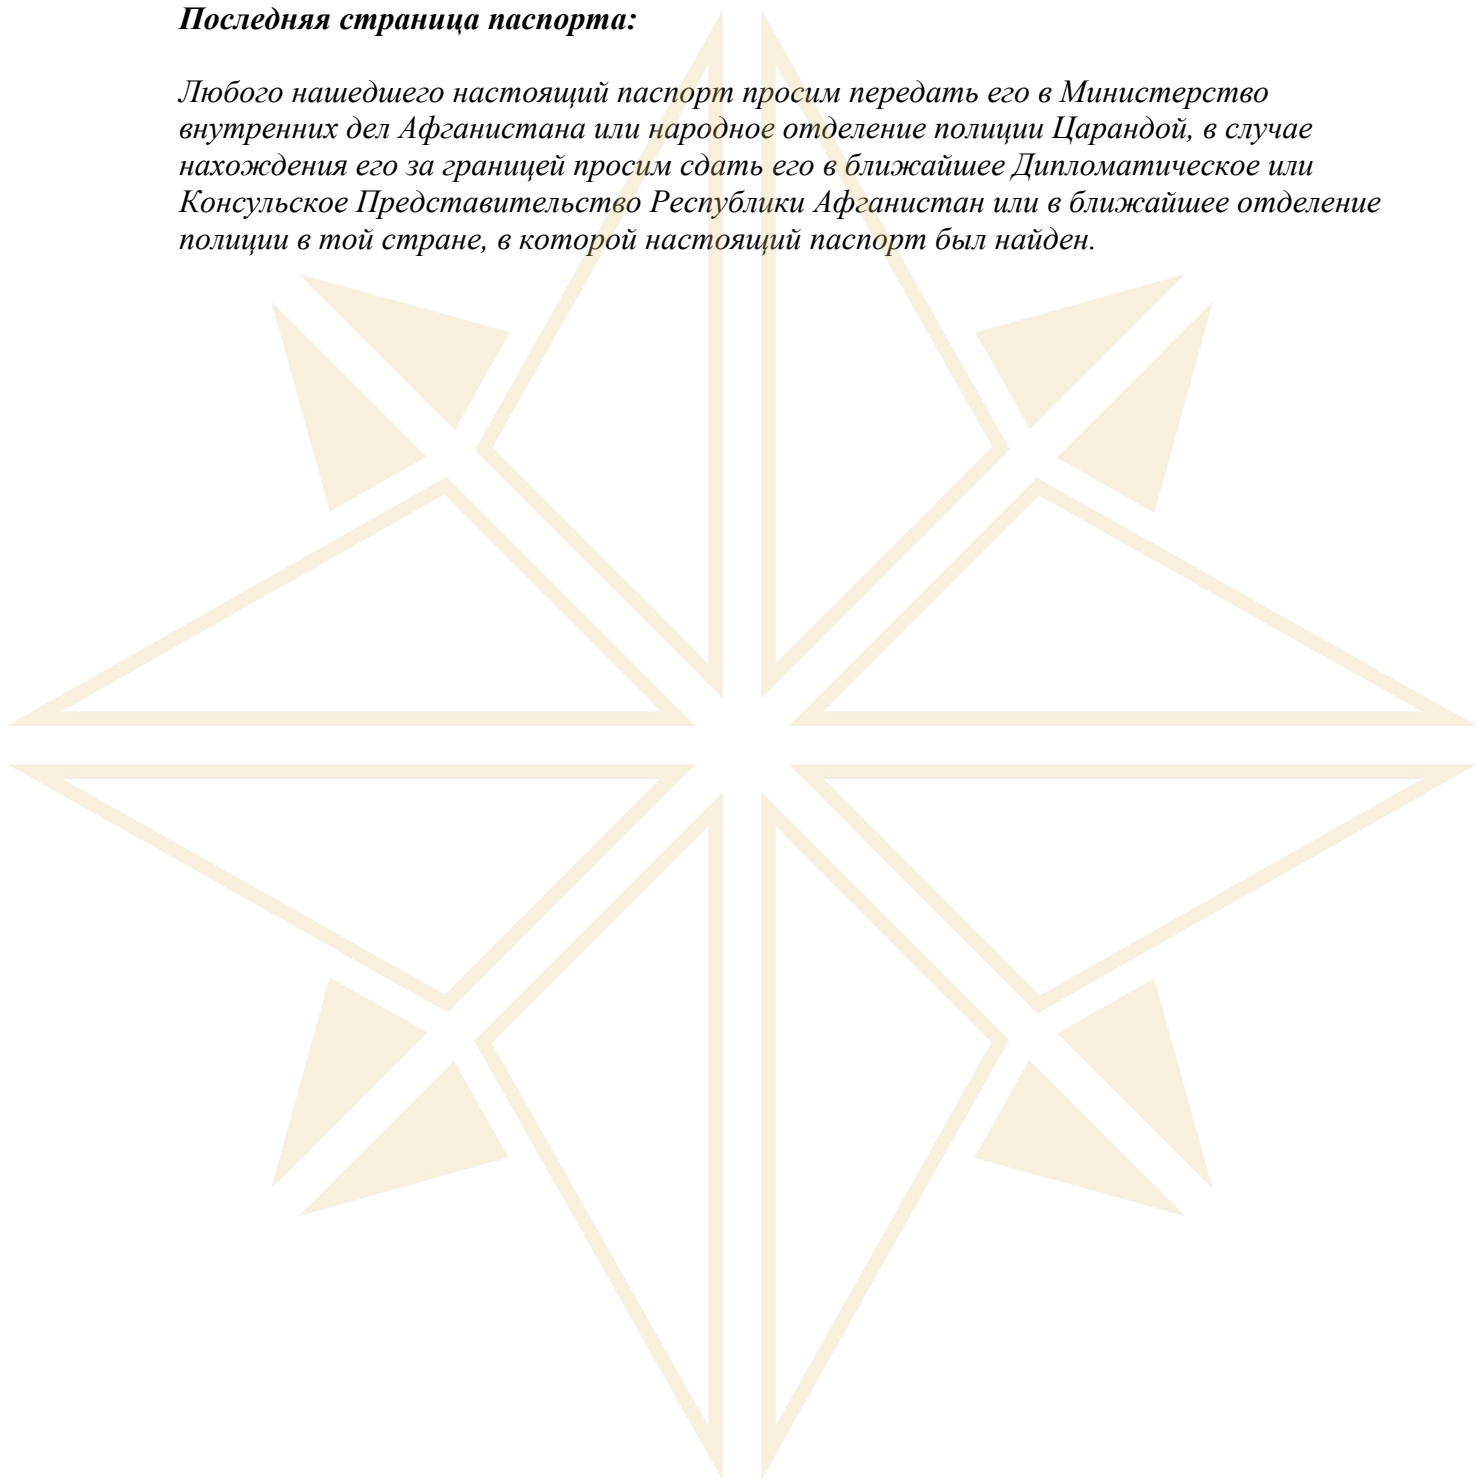 Последняя страница паспорта:
Любого нашедшего настоящий паспорт просим передать его в Министерство
внутренних дел Афганистана или народное отделение полиции Царандой, в случае
нахождения его за границей просим сдать его в ближайшее Дипломатическое или
Консульское Представительство Республики Афганистан или в ближайшее отделение
полиции в той стране, в которой настоящий паспорт был найден.